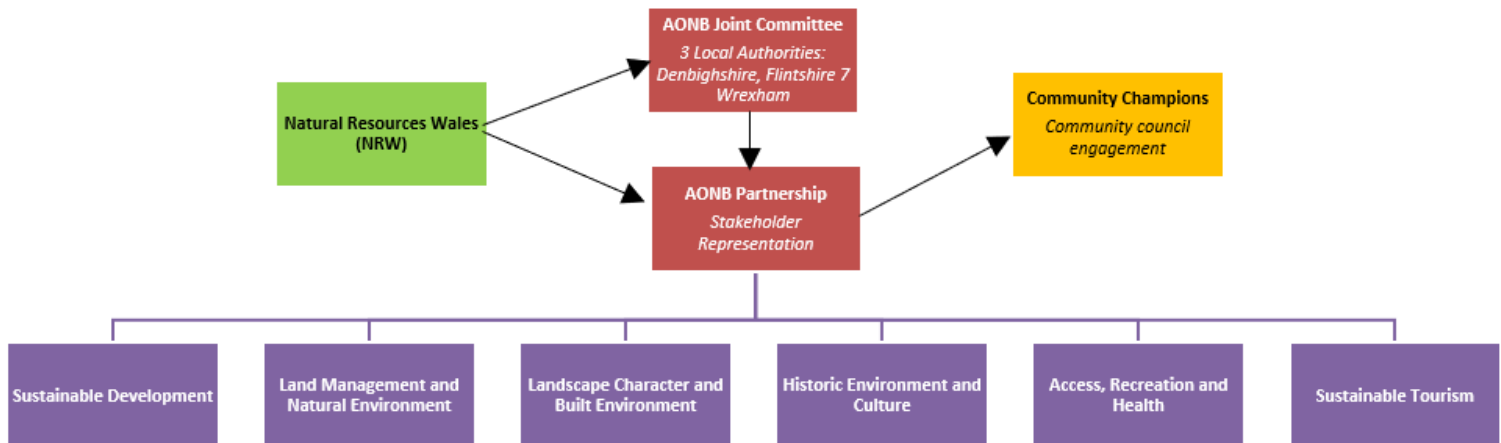 AONB Joint Committee
3 Local Authorities:
Denbighshire, Flintshire 7
Wrexham
Natural Resources Wales
(NRW)
Community Champions
Community council
engagement
AONB Partnership
Stakeholder
Representation
Sustainable Development
Land Management and
Natural Environment
Landscape Character and
Built Environment
Historic Environment and
Culture
Access, Recreation and
Health
Sustainable Tourism